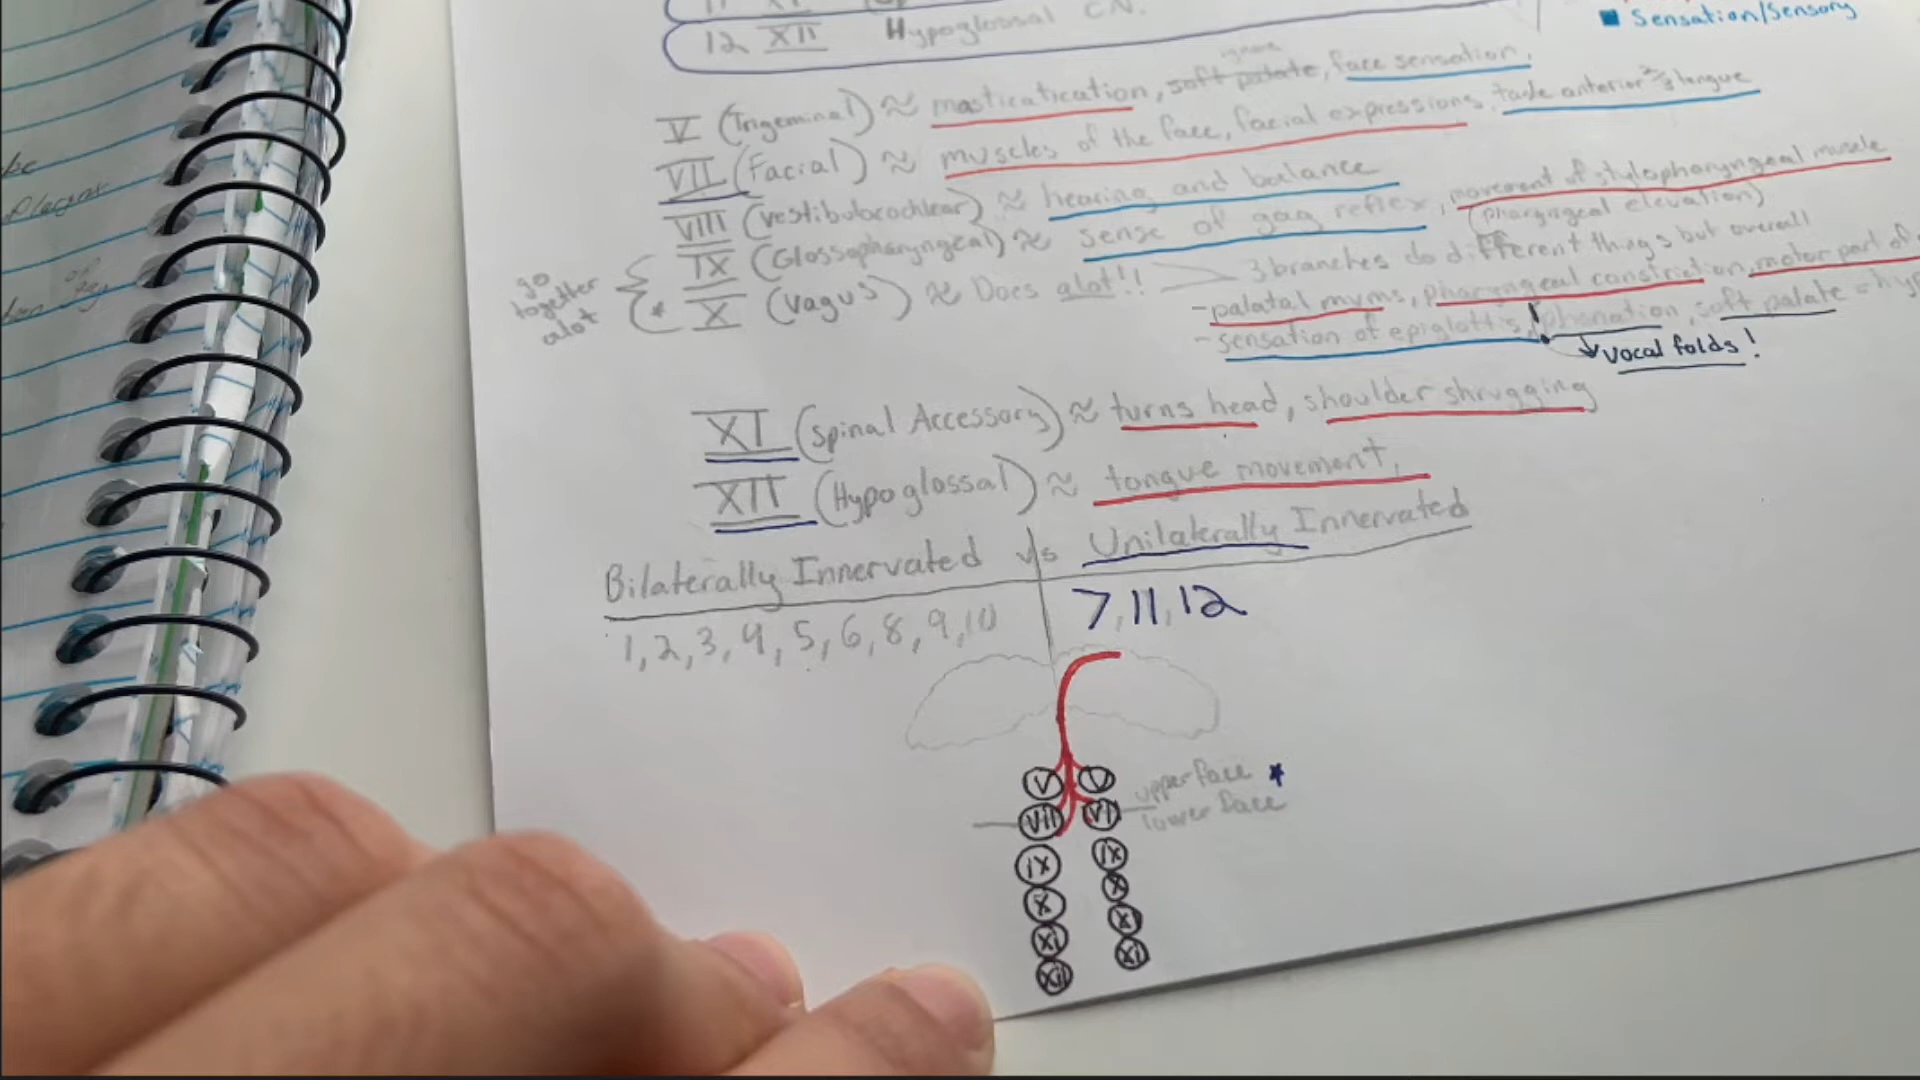 12 XII Hypoglossal CN.
■ Sensation/Sensory
ignore
V (Trigeminal) ≈ masticatication, soft palate, face sensation.
VII (Facial) ≈ muscles of the face, facial expressions, taste anterior 2/3 tongue
VIII (vestibulocochlear) ≈ hearing and balance
IX (Glossopharyngeal) ≈ sense of gag reflex, movement of stylopharyngeal muscle
(pharyngeal elevation)
go together alot
* X (Vagus) ≈ Does alot!! 3 branches do different things but overall
- palatal mvms, pharyngeal constriction, motor part of
- sensation of epiglottis, phonation, soft palate
vocal folds!
XI (Spinal Accessory) ≈ turns head, shoulder shrugging
XII (Hypoglossal) ≈ tongue movement,
Bilaterally Innervated vs Unilaterally Innervated
1, 2, 3, 4, 5, 6, 8, 9, 10
7, 11, 12
V V
upper face *
VII VI
lower face
IX IX
X X
XI X
XI XI